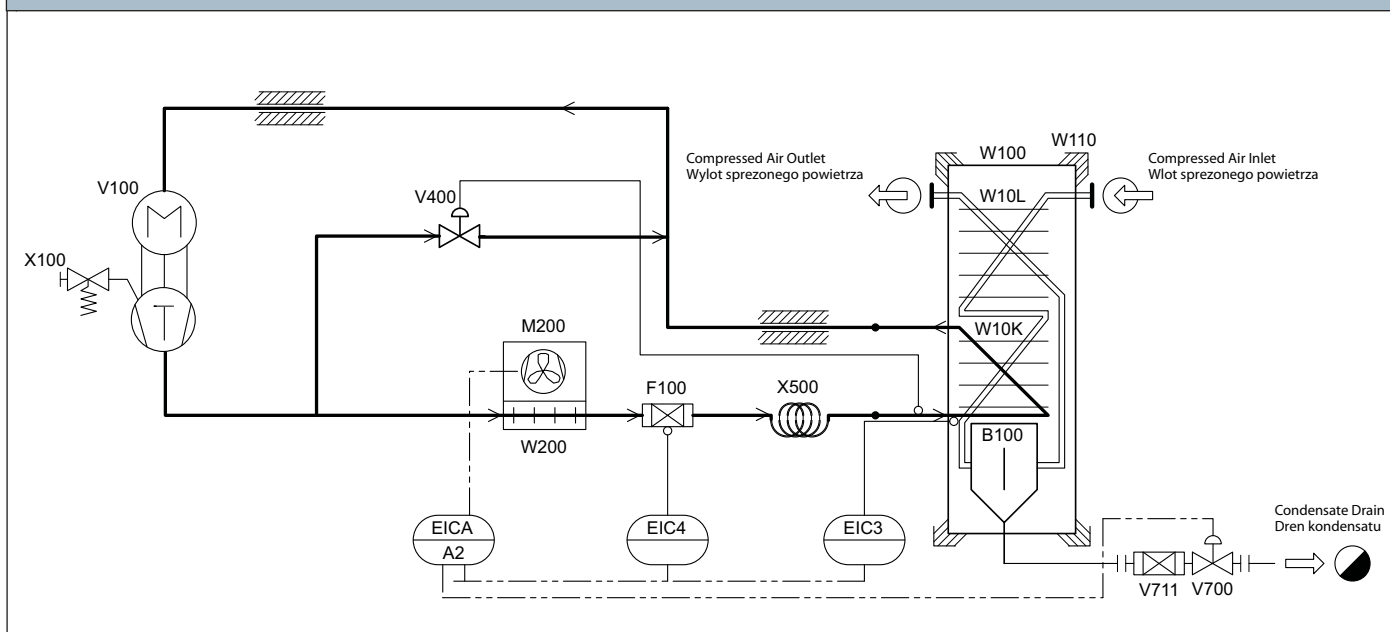 Compressed Air Outlet
Wylot sprezonego powietrza
W100
W110
Compressed Air Inlet
Wlot sprezonego powietrza
V100
V400
W10L
X100
M200
W10K
F100
X500
W200
B100
EICA
A2
EIC4
EIC3
Condensate Drain
Dren kondensatu
V711
V700